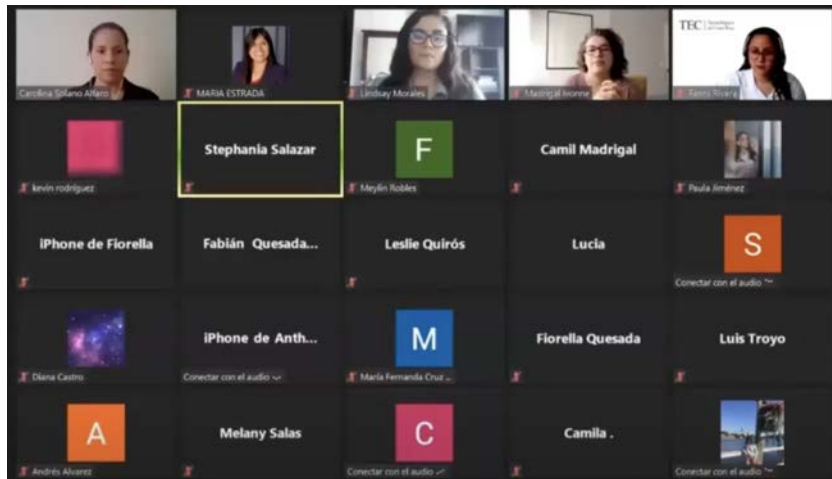 TEC
Carolina Solano Alfaro
MARIA ESTRADA
Lindsay Morales
Madrigal Ivonne
Rivera
kevin rodríguez
Stephania Salazar
F
Meylin Robles
Camil Madrigal
Paula Jiménez
iPhone de Fiorella
Fabián Quesada...
Leslie Quirós
Lucia
S
Conectar con el audio
Diana Castro
iPhone de Anth...
Conectar con el audio
M
María Fernanda Cruz ...
Fiorella Quesada
Luis Troyo
A
Andrés Alvarez
Melany Salas
C
Conectar con el audio
Camila .
Conectar con el audio